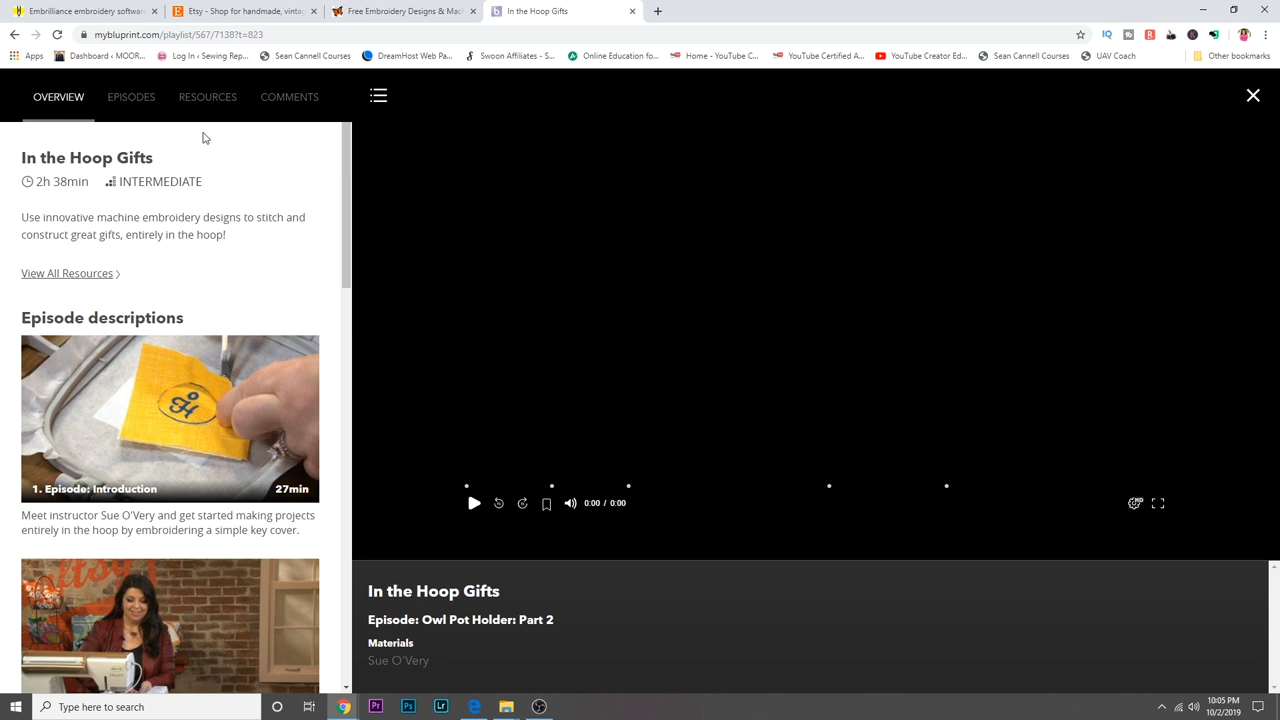 Embrilliance embroidery softwar
Etsy - Shop for handmade, vintag
Free Embroidery Designs & Mac
In the Hoop Gifts
mybluprint.com/playlist/567/7138?t=823
Apps
Dashboard ‹ MOOR...
Log In ‹ Sewing Rep...
Sean Cannell Courses
DreamHost Web Pa...
Swoon Affiliates - S...
Online Education fo...
Home - YouTube C...
YouTube Certified A...
YouTube Creator Ed...
Sean Cannell Courses
UAV Coach
Other bookmarks
OVERVIEW
EPISODES
RESOURCES
COMMENTS
In the Hoop Gifts
2h 38min
INTERMEDIATE
Use innovative machine embroidery designs to stitch and
construct great gifts, entirely in the hoop!
View All Resources
Episode descriptions
1. Episode: Introduction
27min
Meet instructor Sue O'Very and get started making projects
entirely in the hoop by embroidering a simple key cover.
0:00 / 0:00
HD
In the Hoop Gifts
Episode: Owl Pot Holder: Part 2
Materials
Sue O'Very
Type here to search
Pr
Ps
Lr
10:05 PM
10/2/2019